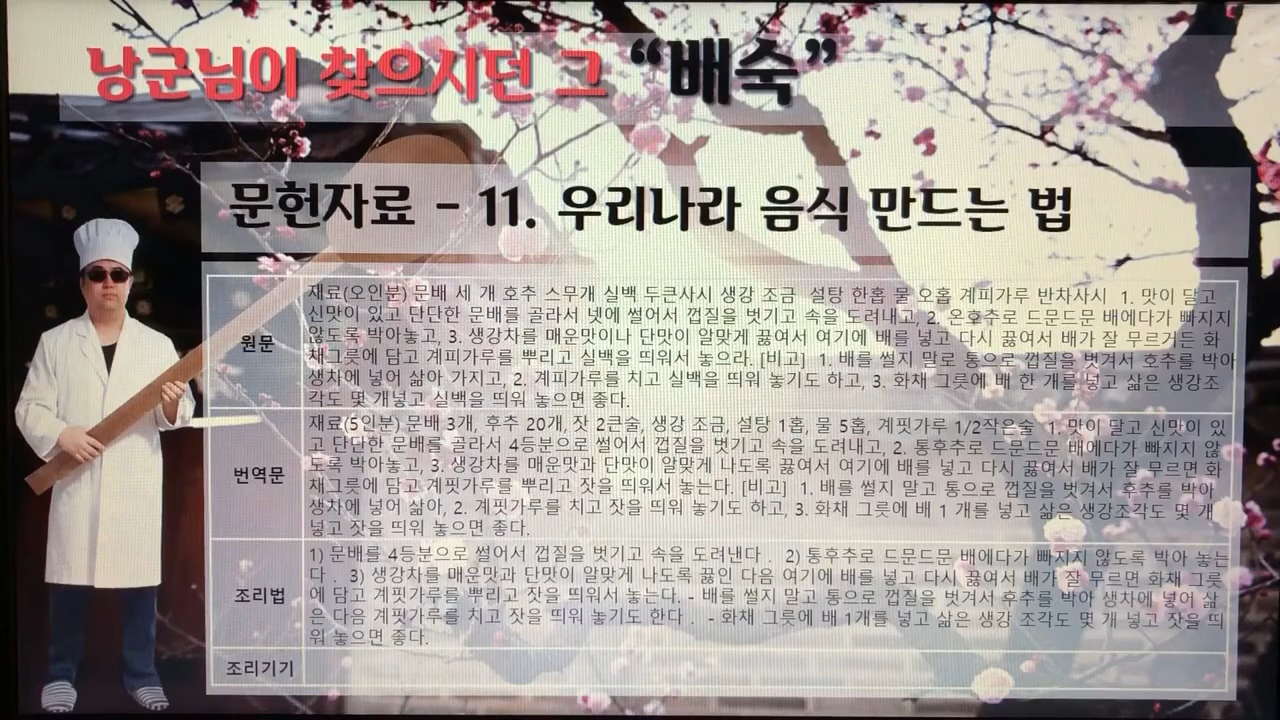 낭군님이 찾으시던 그 “배숙”
문헌자료 - 11. 우리나라 음식 만드는 법
원문
재료(오인분) 문배 세 개 호추 스무개 실백 두큰사시 생강 조금 설탕 한홉 물 오홉 계피가루 반차사시 1. 맛이 달고
신맛이 있고 단단한 문배를 골라서 넷에 썰어서 껍질을 벗기고 속을 도려내고, 2. 온호추로 드문드문 배에다가 빠지지
않도록 박아놓고, 3. 생강차를 매운맛이나 단맛이 알맞게 끓여서 여기에 배를 넣고 다시 끓여서 배가 잘 무르거든 화
채그릇에 담고 계피가루를 뿌리고 실백을 띄워서 놓으라. [비고] 1. 배를 썰지 말로 통으로 껍질을 벗겨서 호추를 박아
생차에 넣어 삶아 가지고, 2. 계피가루를 치고 실백을 띄워 놓기도 하고, 3. 화채 그릇에 배 한 개를 넣고 삶은 생강조
각도 몇 개넣고 실백을 띄워 놓으면 좋다.
번역문
재료(5인분) 문배 3개, 후추 20개, 잣 2큰술, 생강 조금, 설탕 1홉, 물 5홉, 계핏가루 1/2작은술 1. 맛이 달고 신맛이 있
고 단단한 문배를 골라서 4등분으로 썰어서 껍질을 벗기고 속을 도려내고, 2. 통후추로 드문드문 배에다가 빠지지 않
도록 박아놓고, 3. 생강차를 매운맛과 단맛이 알맞게 나도록 끓여서 여기에 배를 넣고 다시 끓여서 배가 잘 무르면 화
채그릇에 담고 계핏가루를 뿌리고 잣을 띄워서 놓는다. [비고] 1. 배를 썰지 말고 통으로 껍질을 벗겨서 후추를 박아
생차에 넣어 삶아, 2. 계핏가루를 치고 잣을 띄워 놓기도 하고, 3. 화채 그릇에 배 1 개를 넣고 삶은 생강조각도 몇 개
넣고 잣을 띄워 놓으면 좋다.
조리법
1) 문배를 4등분으로 썰어서 껍질을 벗기고 속을 도려낸다 . 2) 통후추로 드문드문 배에다가 빠지지 않도록 박아 놓는
다 . 3) 생강차를 매운맛과 단맛이 알맞게 나도록 끓인 다음 여기에 배를 넣고 다시 끓여서 배가 잘 무르면 화채 그릇
에 담고 계핏가루를 뿌리고 잣을 띄워서 놓는다. - 배를 썰지 말고 통으로 껍질을 벗겨서 후추를 박아 생차에 넣어 삶
은 다음 계핏가루를 치고 잣을 띄워 놓기도 한다 . - 화채 그릇에 배 1개를 넣고 삶은 생강 조각도 몇 개 넣고 잣을 띄
워 놓으면 좋다.
조리기기